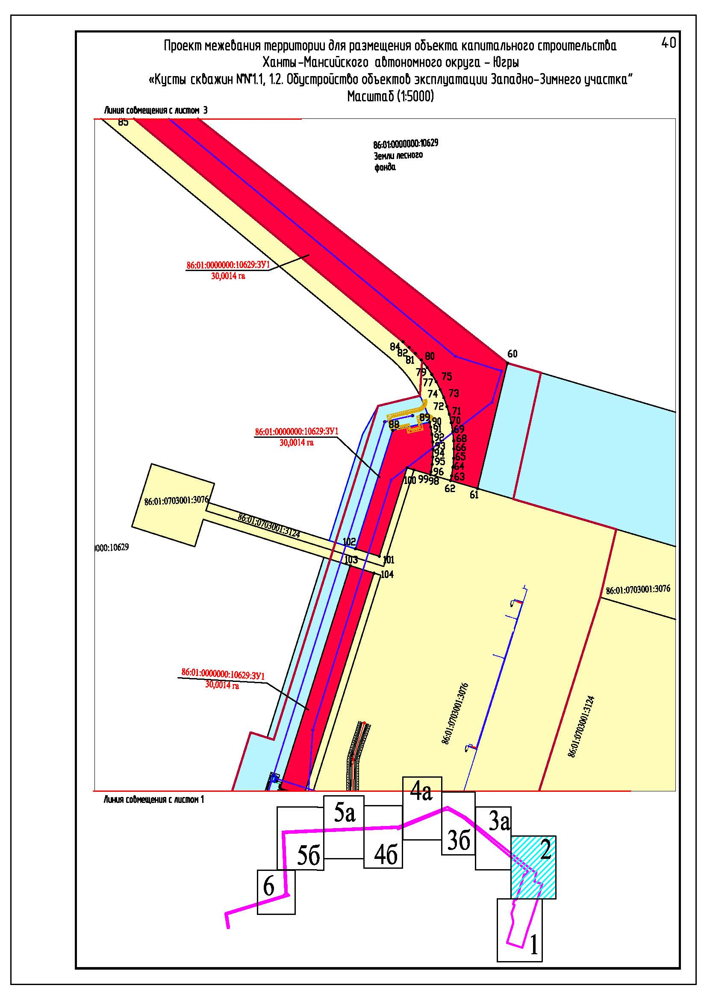 40
Проект межевания территории для размещения объекта капитального строительства
Ханты-Мансийского автономного округа - Югры
«Кусты скважин №№1.1, 1.2. Обустройство объектов эксплуатации Западно-Зимнего участка"
Масштаб (1:5000)
Линия совмещения с листом 3
85
86:01:0000000:10629
Земли лесного
фонда
86:01:0000000:10629:ЗУ1
30,0014 га
84
82
81
80
60
79
75
77
74
73
72
71
89
90
70
88
91
69
86:01:0000000:10629:ЗУ1
30,0014 га
92
68
93
66
94
65
95
64
96
63
100
99
98
62
61
86:01:0703001:3076
86:01:0703001:3124
102
0000:10629
103
101
104
86:01:0703001:3076
86:01:0000000:10629:ЗУ1
30,0014 га
86:01:0703001:3076
86:01:0703001:3124
Линия совмещения с листом 1
4а
5а
3а
3б
2
5б
4б
6
1